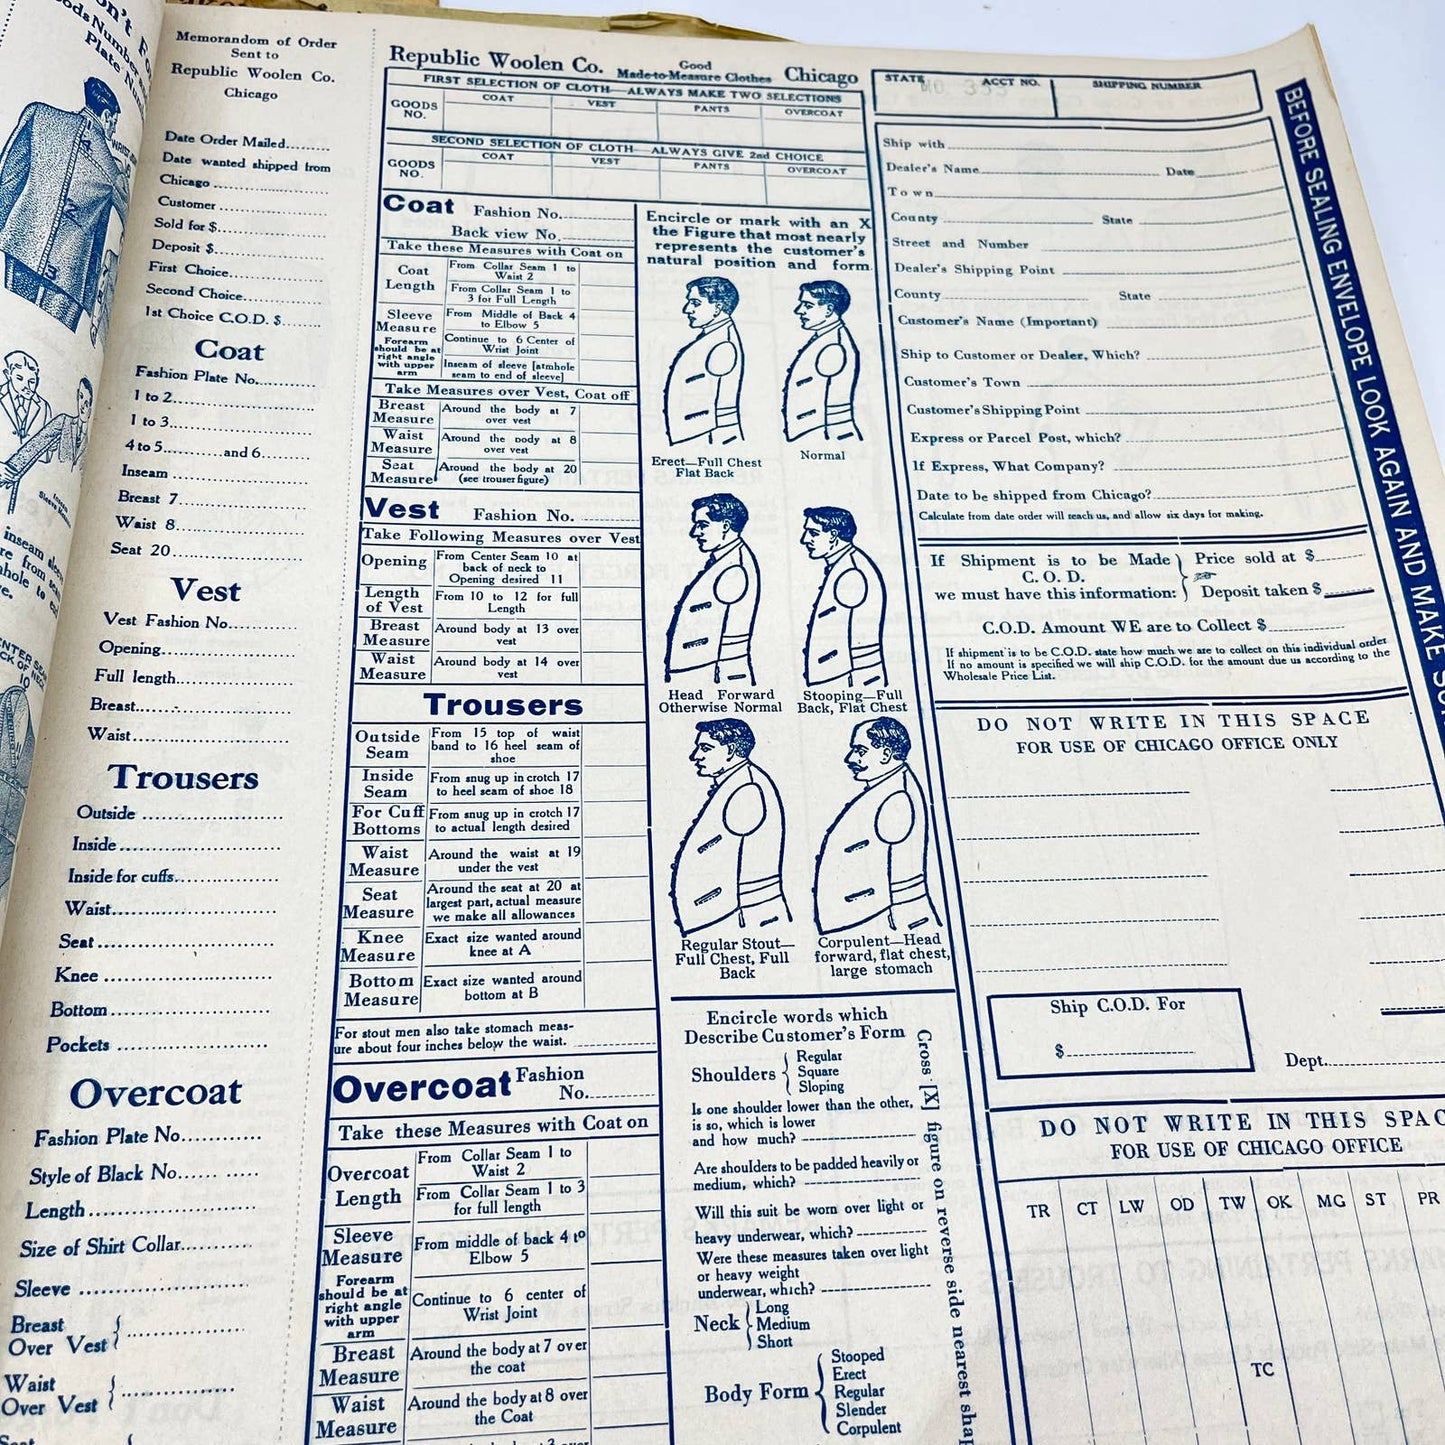 Memorandom of Order
Sent to
Republic Woolen Co.
Chicago
Date Order Mailed
Date wanted shipped from
Chicago
Customer
Sold for $
Deposit $
First Choice
Second Choice
1st Choice C.O.D. $
Coat
Fashion Plate No.
1 to 2
1 to 3
4 to 5 and 6
Inseam
Breast 7
Waist 8
Seat 20
Vest
Vest Fashion No.
Opening
Full length
Breast
Waist
Trousers
Outside
Inside
Inside for cuffs
Waist
Seat
Knee
Bottom
Pockets
Overcoat
Fashion Plate No.
Style of Black No.
Length
Size of Shirt Collar
Sleeve
Breast
Over Vest
Waist
Over Vest
Republic Woolen Co. Good Made-to-Measure Clothes Chicago
FIRST SELECTION OF CLOTH—ALWAYS MAKE TWO SELECTIONS
GOODS NO. COAT VEST PANTS OVERCOAT
SECOND SELECTION OF CLOTH—ALWAYS GIVE 2nd CHOICE
GOODS NO. COAT VEST PANTS OVERCOAT
Coat Fashion No.
Back view No.
Take these Measures with Coat on
Coat Length
From Collar Seam 1 to
Waist 2
From Collar Seam 1 to
3 for Full Length
Sleeve
Measure
Forearm
should be at
right angle
with upper
arm
From Middle of Back 4
to Elbow 5
Continue to 6 Center of
Wrist Joint
Inseam of sleeve [armhole
seam to end of sleeve]
Take Measures over Vest, Coat off
Breast
Measure
Around the body at 7
over vest
Waist
Measure
Around the body at 8
over vest
Seat
Measure
Around the body at 20
(see trouser figure)
Vest Fashion No.
Take Following Measures over Vest
Opening
From Center Seam 10 at
back of neck to
Opening desired 11
Length
of Vest
From 10 to 12 for full
Length
Breast
Measure
Around body at 13 over
vest
Waist
Measure
Around body at 14 over
vest
Trousers
Outside
Seam
From 15 top of waist
band to 16 heel seam of
shoe
Inside
Seam
From snug up in crotch 17
to heel seam of shoe 18
For Cuff
Bottoms
From snug up in crotch 17
to actual length desired
Waist
Measure
Around the waist at 19
under the vest
Seat
Measure
Around the seat at 20 at
largest part, actual measure
we make all allowances
Knee
Measure
Exact size wanted around
knee at A
Bottom
Measure
Exact size wanted around
bottom at B
For stout men also take stomach meas-
ure about four inches below the waist.
Overcoat Fashion
No.
Take these Measures with Coat on
Overcoat
Length
From Collar Seam 1 to
Waist 2
From Collar Seam 1 to 3
for full length
Sleeve
Measure
Forearm
should be at
right angle
with upper
arm
From middle of back 4 to
Elbow 5
Continue to 6 center of
Wrist Joint
Breast
Measure
Around the body at 7 over
the coat
Waist
Measure
Around the body at 8 over
the Coat
Encircle or mark with an X
the Figure that most nearly
represents the customer's
natural position and form
Erect—Full Chest
Flat Back
Normal
Head Forward
Otherwise Normal
Stooping—Full
Back, Flat Chest
Regular Stout—
Full Chest, Full
Back
Corpulent—Head
forward, flat chest,
large stomach
Encircle words which
Describe Customer's Form
Shoulders
Regular
Square
Sloping
Is one shoulder lower than the other,
is so, which is lower
and how much?
Are shoulders to be padded heavily or
medium, which?
Will this suit be worn over light or
heavy underwear, which?
Were these measures taken over light
or heavy weight
underwear, which?
Neck
Long
Medium
Short
Body Form
Stooped
Erect
Regular
Slender
Corpulent
Cross [X] figure on reverse side nearest
STATE ACCT NO. SHIPPING NUMBER
Ship with
Dealer's Name Date
Town
County State
Street and Number
Dealer's Shipping Point
County State
Customer's Name (Important)
Ship to Customer or Dealer, Which?
Customer's Town
Customer's Shipping Point
Express or Parcel Post, which?
If Express, What Company?
Date to be shipped from Chicago?
Calculate from date order will reach us, and allow six days for making.
If Shipment is to be Made
C. O. D.
we must have this information:
Price sold at $
Deposit taken $
C.O.D. Amount WE are to Collect $
If shipment is to be C.O.D. state how much we are to collect on this individual order
If no amount is specified we will ship C.O.D. for the amount due us according to the
Wholesale Price List.
DO NOT WRITE IN THIS SPACE
FOR USE OF CHICAGO OFFICE ONLY
Ship C.O.D. For
$
Dept.
DO NOT WRITE IN THIS SPAC
FOR USE OF CHICAGO OFFICE
TR CT LW OD TW OK MG ST PR
TC
BEFORE SEALING ENVELOPE LOOK AGAIN AND MAKE